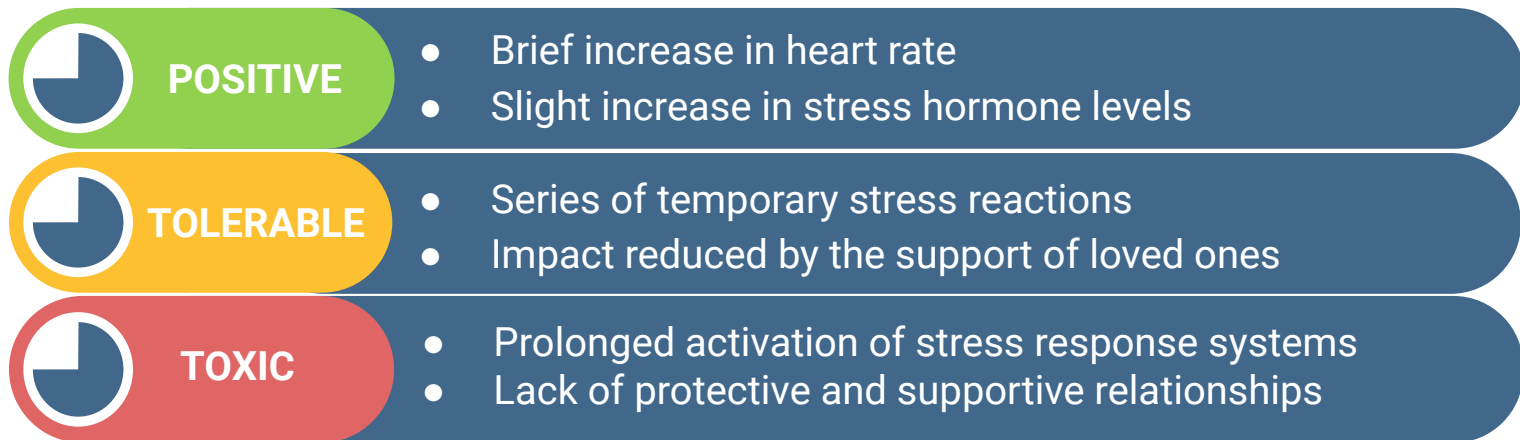 POSITIVE
● Brief increase in heart rate
● Slight increase in stress hormone levels
TOLERABLE
● Series of temporary stress reactions
● Impact reduced by the support of loved ones
TOXIC
● Prolonged activation of stress response systems
● Lack of protective and supportive relationships